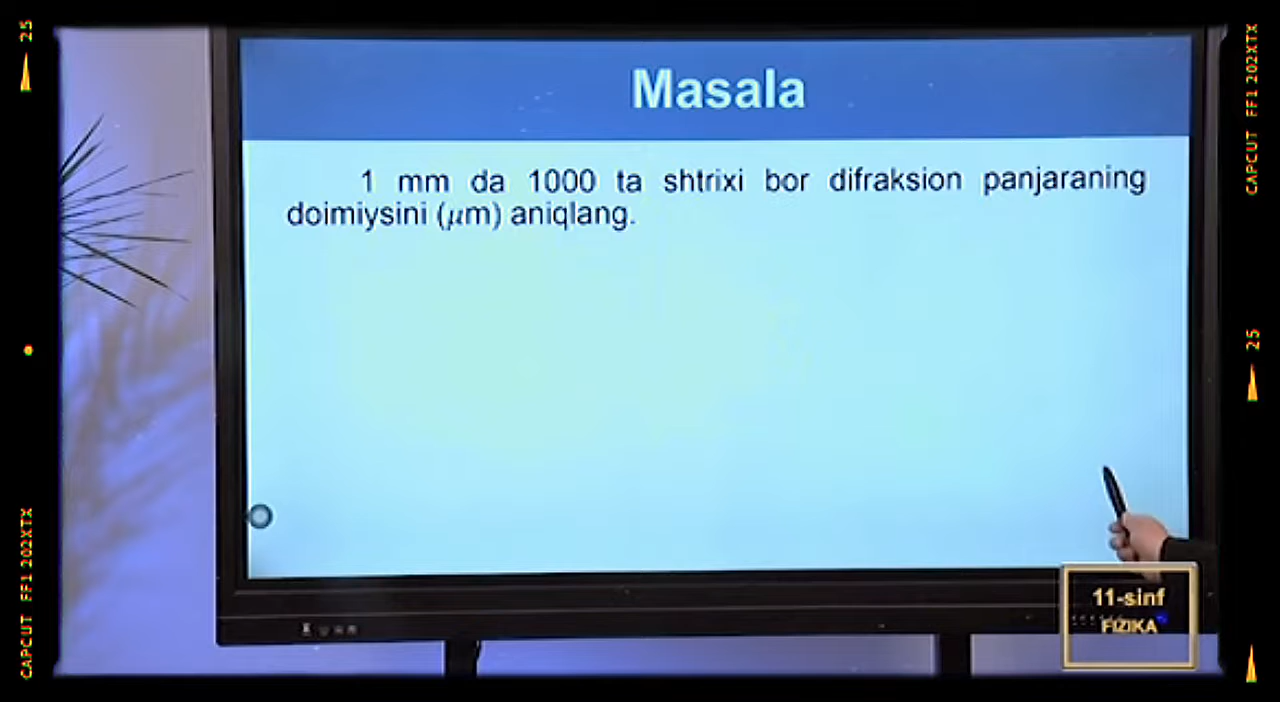 25
CAPCUT FF1 202XTX
Masala
1 mm da 1000 ta shtrixi bor difraksion panjaraning
doimiysini (μm) aniqlang.
25
CAPCUT FF1 202XTX
11-sinf
FIZIKA